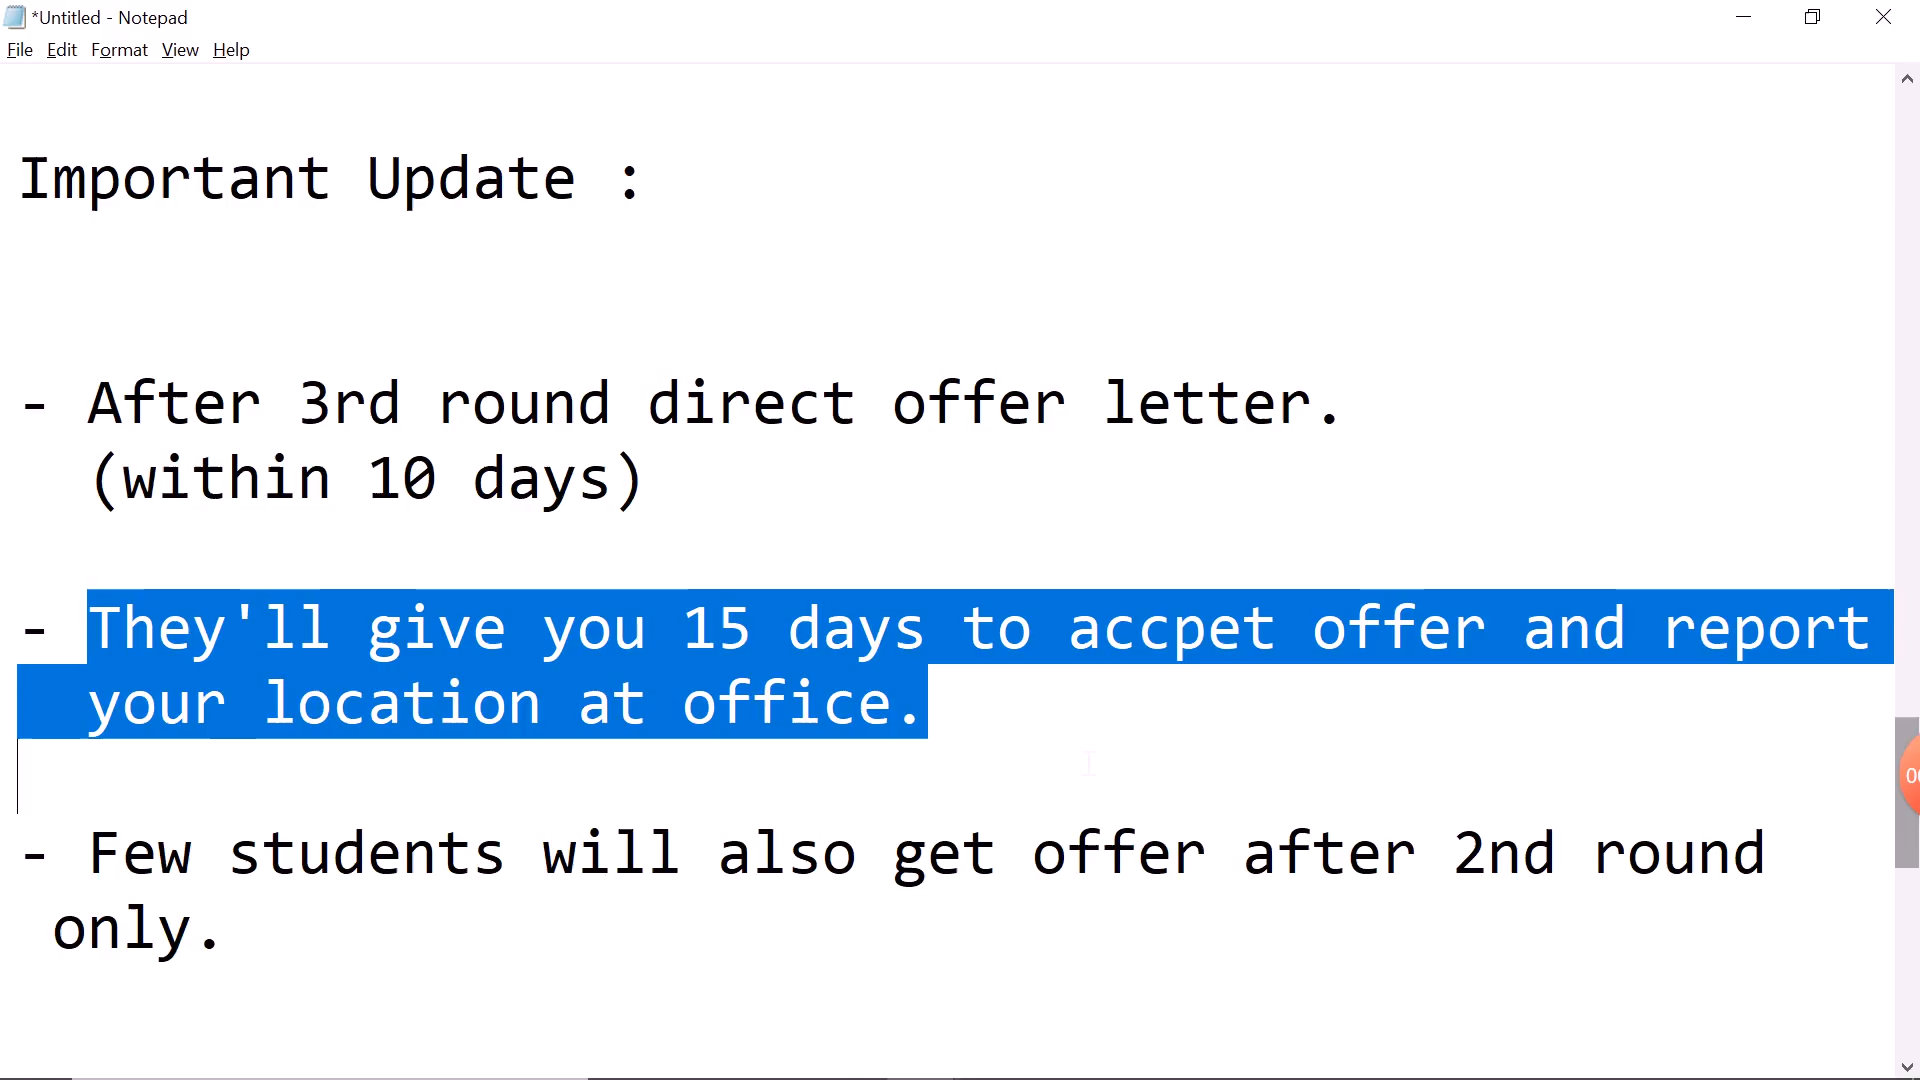 *Untitled - Notepad
File Edit Format View Help
Important Update :
- After 3rd round direct offer letter.
(within 10 days)
- They'll give you 15 days to accpet offer and report
your location at office.
- Few students will also get offer after 2nd round
only.